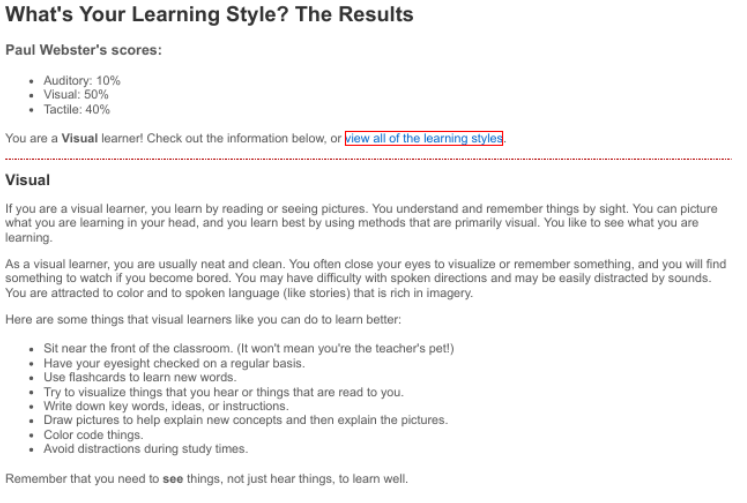 What's Your Learning Style? The Results
Paul Webster's scores:
• Auditory: 10%
• Visual: 50%
• Tactile: 40%
You are a Visual learner! Check out the information below, or view all of the learning styles.
Visual
If you are a visual learner, you learn by reading or seeing pictures. You understand and remember things by sight. You can picture
what you are learning in your head, and you learn best by using methods that are primarily visual. You like to see what you are
learning.
As a visual learner, you are usually neat and clean. You often close your eyes to visualize or remember something, and you will find
something to watch if you become bored. You may have difficulty with spoken directions and may be easily distracted by sounds.
You are attracted to color and to spoken language (like stories) that is rich in imagery.
Here are some things that visual learners like you can do to learn better:
• Sit near the front of the classroom. (It won't mean you're the teacher's pet!)
• Have your eyesight checked on a regular basis.
• Use flashcards to learn new words.
• Try to visualize things that you hear or things that are read to you.
• Write down key words, ideas, or instructions.
• Draw pictures to help explain new concepts and then explain the pictures.
• Color code things.
• Avoid distractions during study times.
Remember that you need to see things, not just hear things, to learn well.